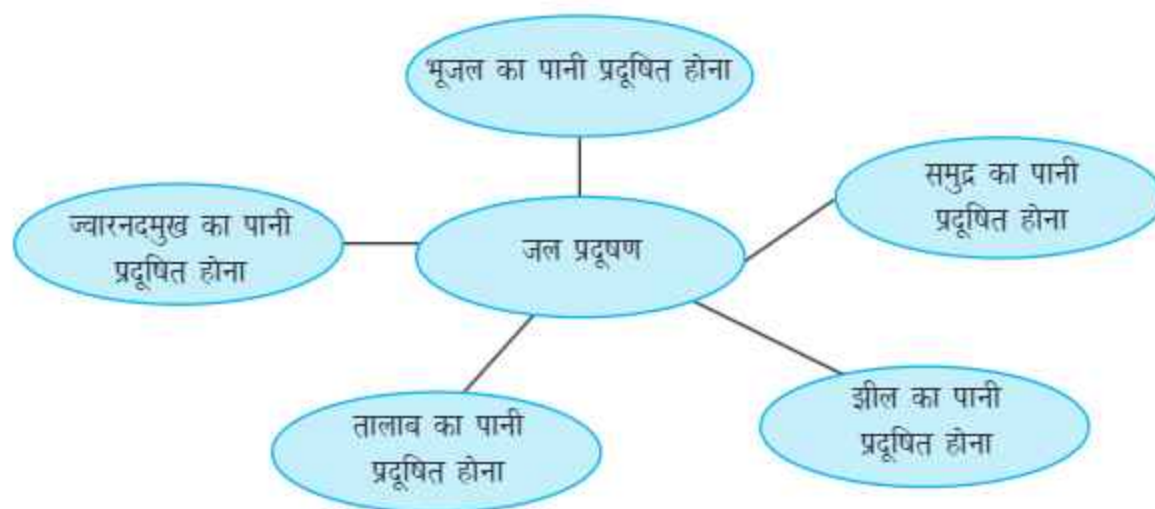 भूजल का पानी प्रदूषित होना
समुद्र का पानी
प्रदूषित होना
ज्वारनदमुख का पानी
प्रदूषित होना
जल प्रदूषण
तालाब का पानी
प्रदूषित होना
झील का पानी
प्रदूषित होना